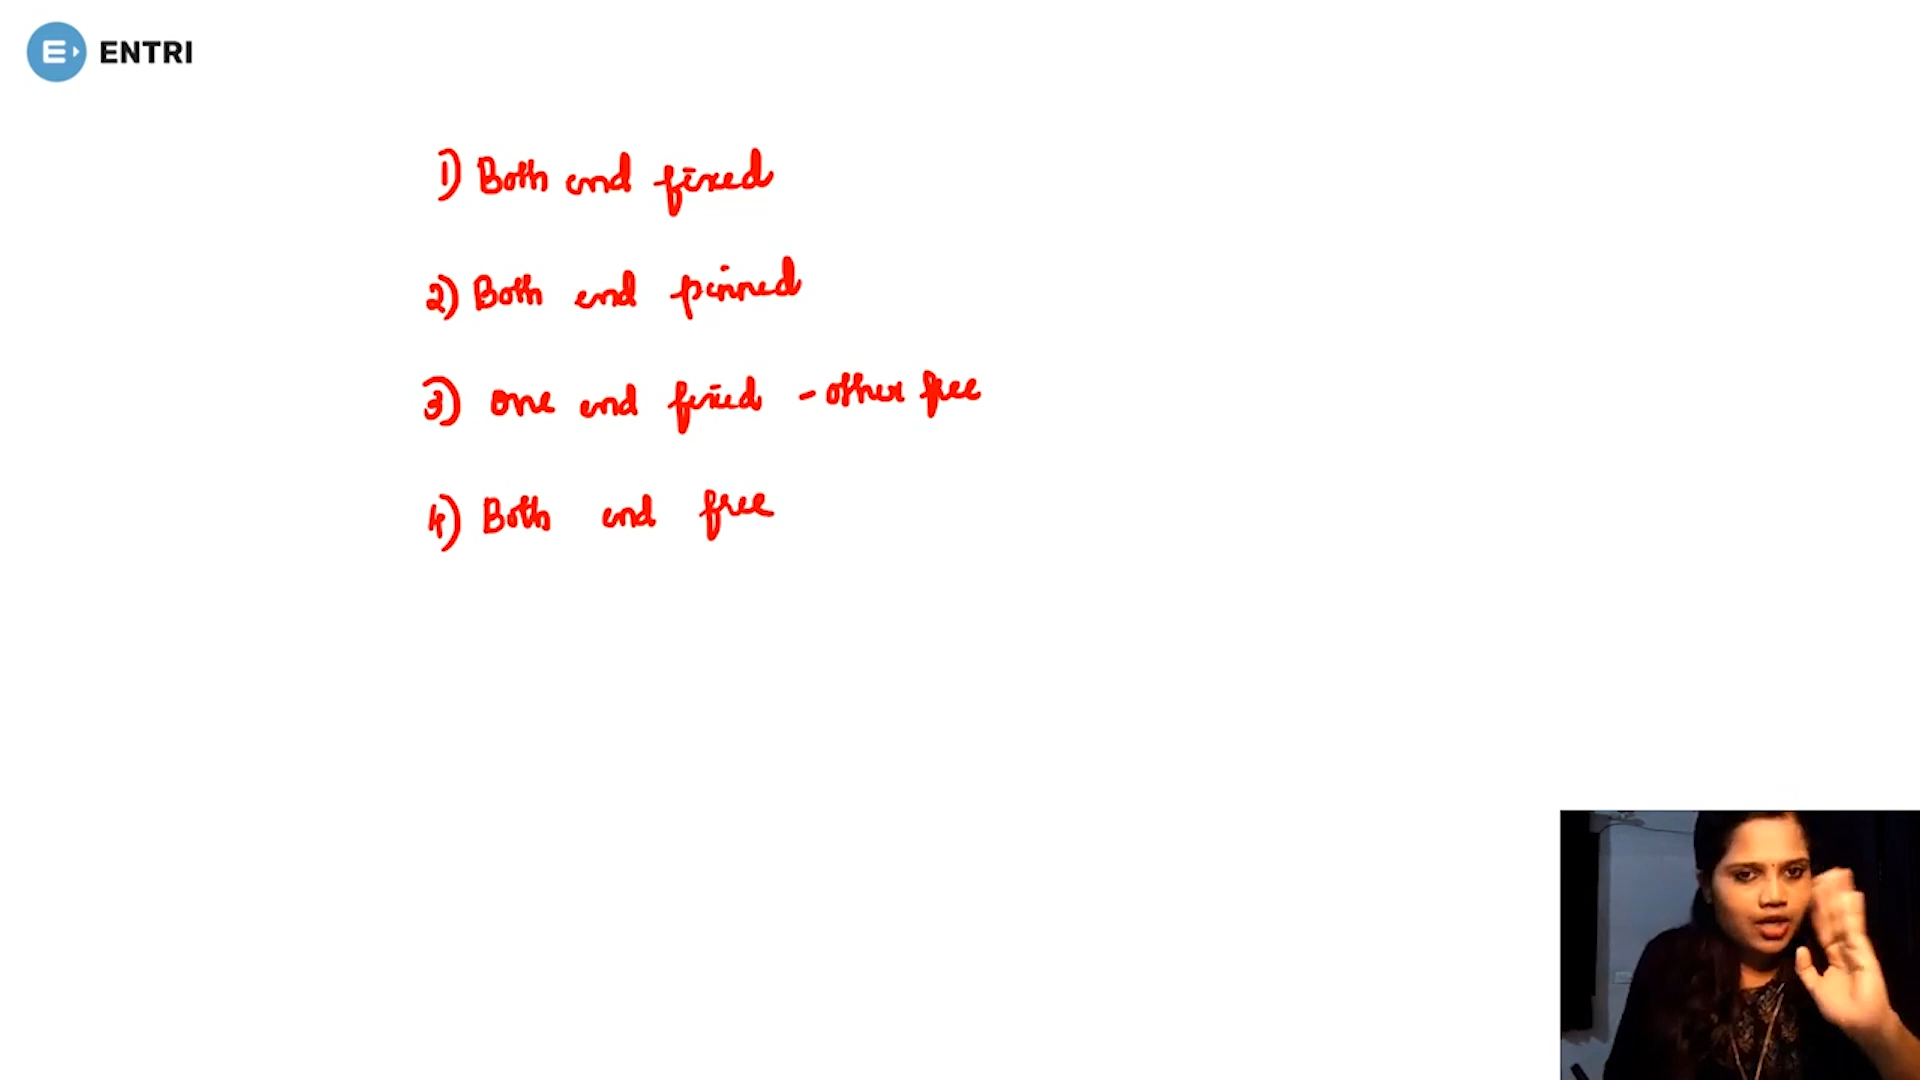 ENTRI
1) Both end fixed
2) Both end pinned
3) one end fixed - other free
4) Both end free